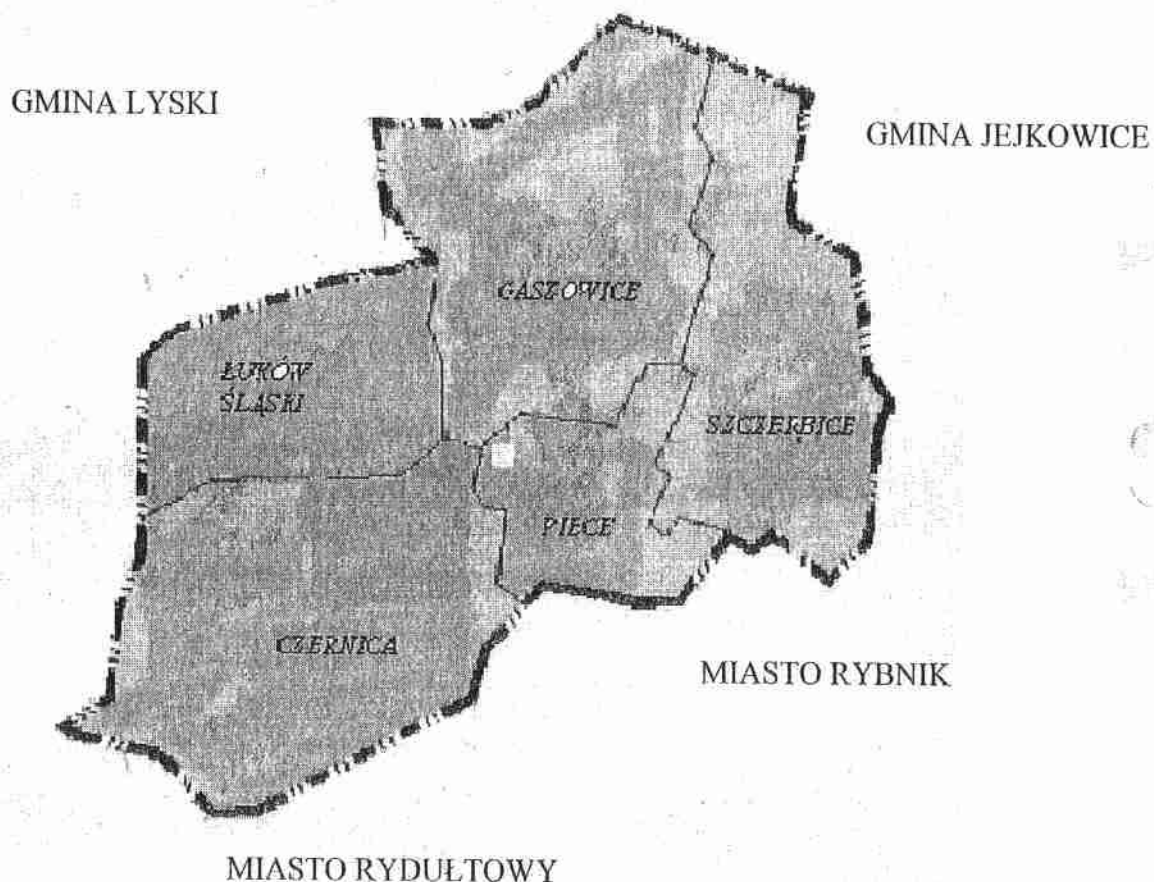 GMINA LYSKI
GMINA JEJKOWICE
GASZOWICE
ŁUKÓW
ŚLĄSKI
SZCZERBICE
PIECE
CZERNICA
MIASTO RYBNIK
MIASTO RYDUŁTOWY